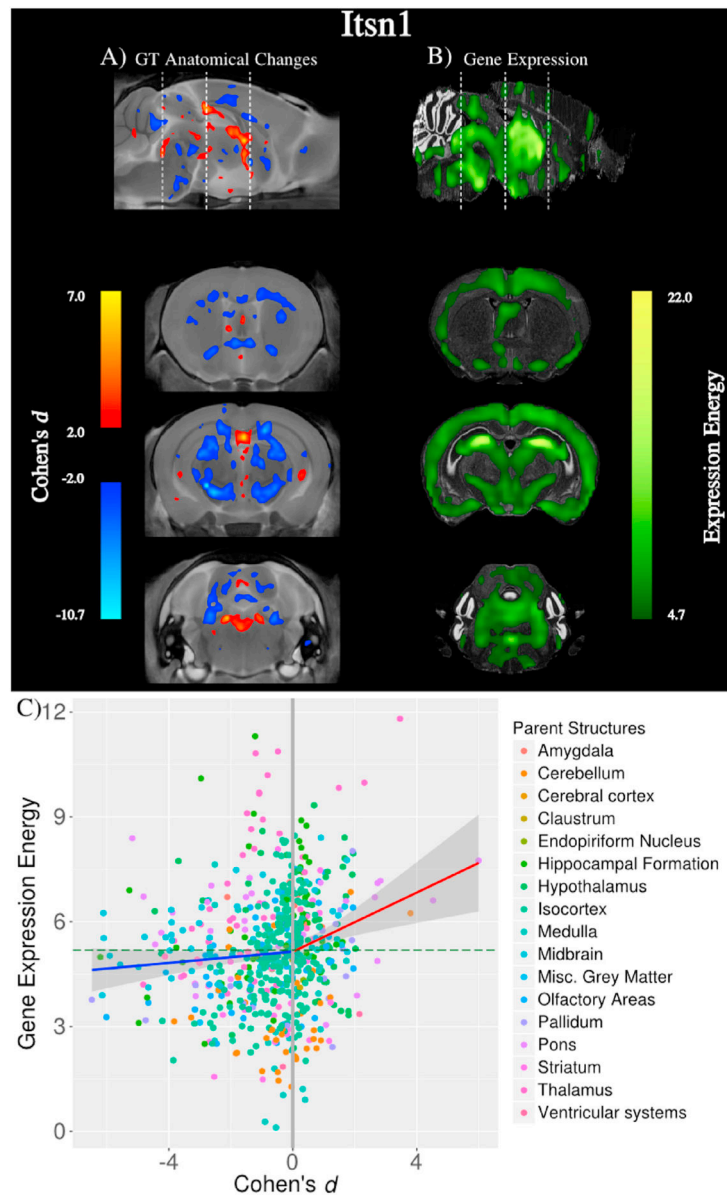 Itsn1
A) GT Anatomical Changes
B) Gene Expression
7.0
2.0
-2.0
-10.7
Cohen's d
22.0
4.7
Expression Energy
C)
12
9
6
3
0
Gene Expression Energy
-4
0
4
Cohen's d
Parent Structures
Amygdala
Cerebellum
Cerebral cortex
Claustrum
Endopiriform Nucleus
Hippocampal Formation
Hypothalamus
Isocortex
Medulla
Midbrain
Misc. Grey Matter
Olfactory Areas
Pallidum
Pons
Striatum
Thalamus
Ventricular systems